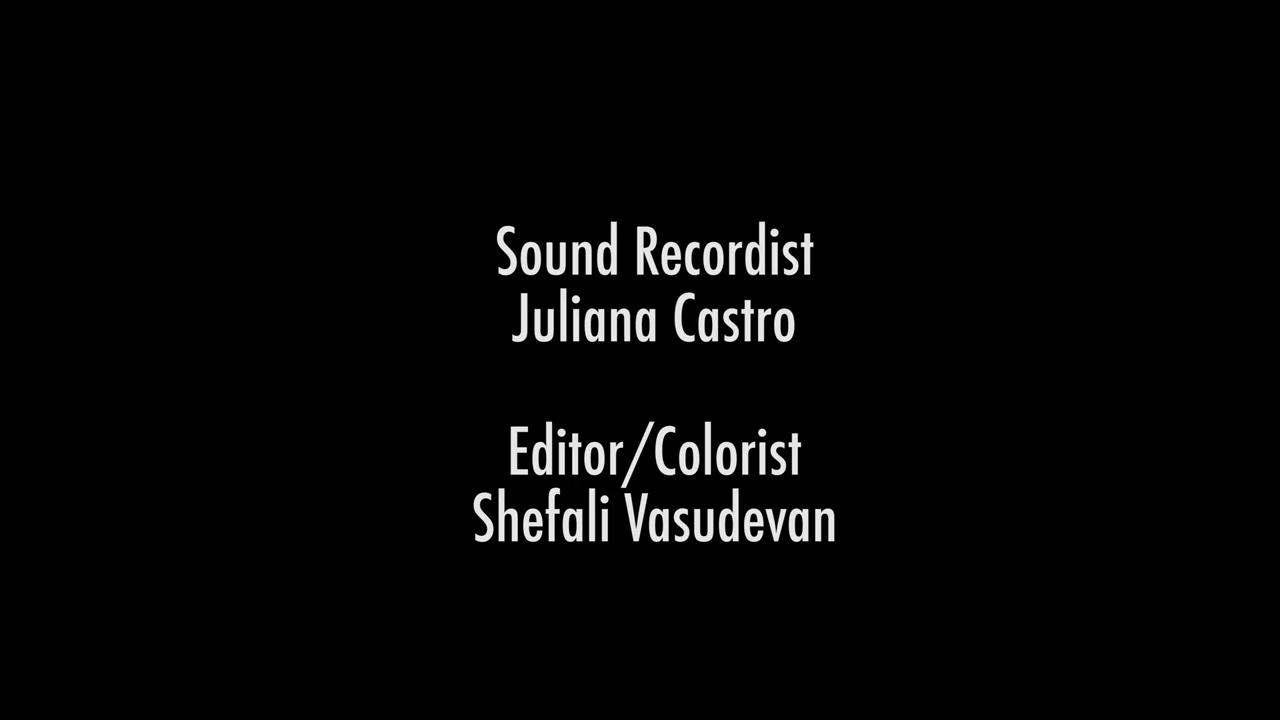 Sound Recordist
Juliana Castro
Editor/Colorist
Shefali Vasudevan